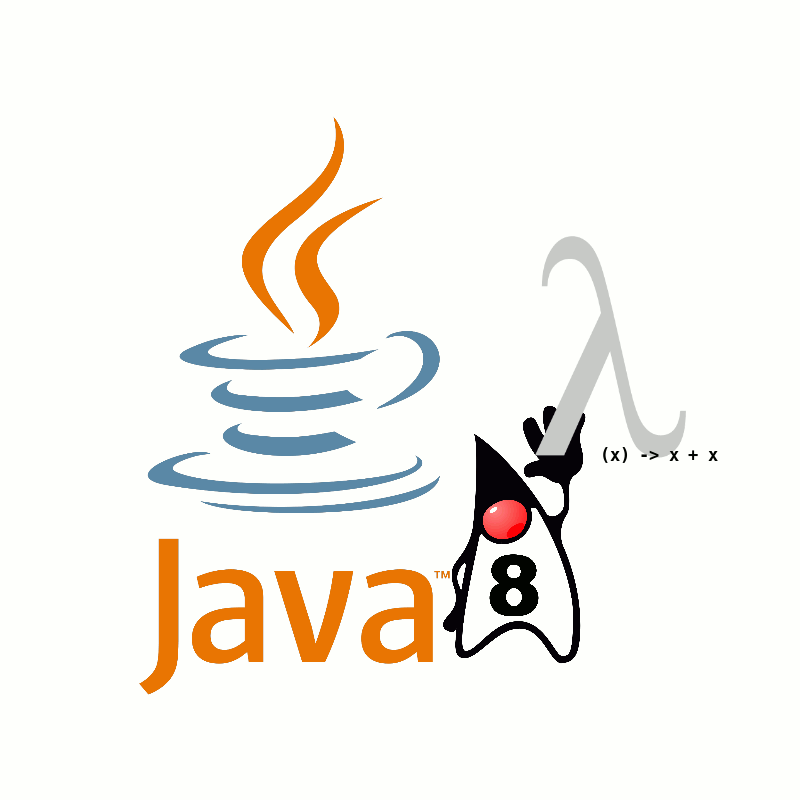 λ
(x) -> x + x
Java™
8